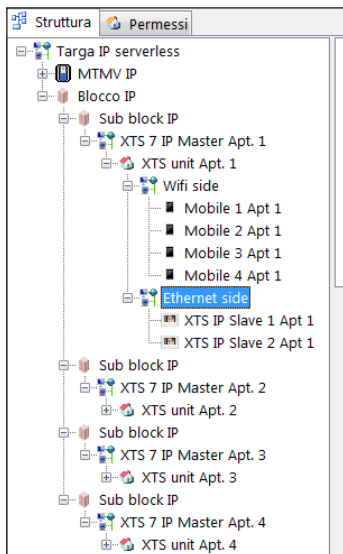 Struttura Permessi
Targa IP serverless
MTMV IP
Blocco IP
Sub block IP
XTS 7 IP Master Apt. 1
XTS unit Apt. 1
Wifi side
Mobile 1 Apt 1
Mobile 2 Apt 1
Mobile 3 Apt 1
Mobile 4 Apt 1
Ethernet side
XTS IP Slave 1 Apt 1
XTS IP Slave 2 Apt 1
Sub block IP
XTS 7 IP Master Apt. 2
XTS unit Apt. 2
Sub block IP
XTS 7 IP Master Apt. 3
XTS unit Apt. 3
Sub block IP
XTS 7 IP Master Apt. 4
XTS unit Apt. 4